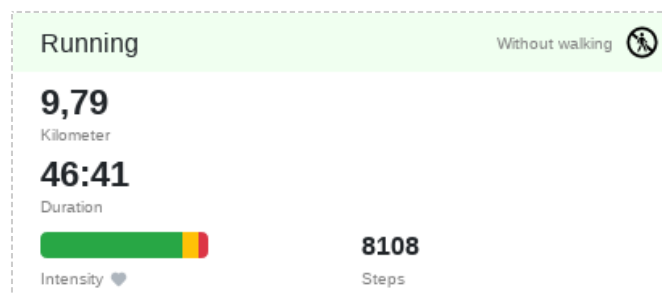 Running
Without walking
9,79
Kilometer
46:41
Duration
8108
Intensity
Steps